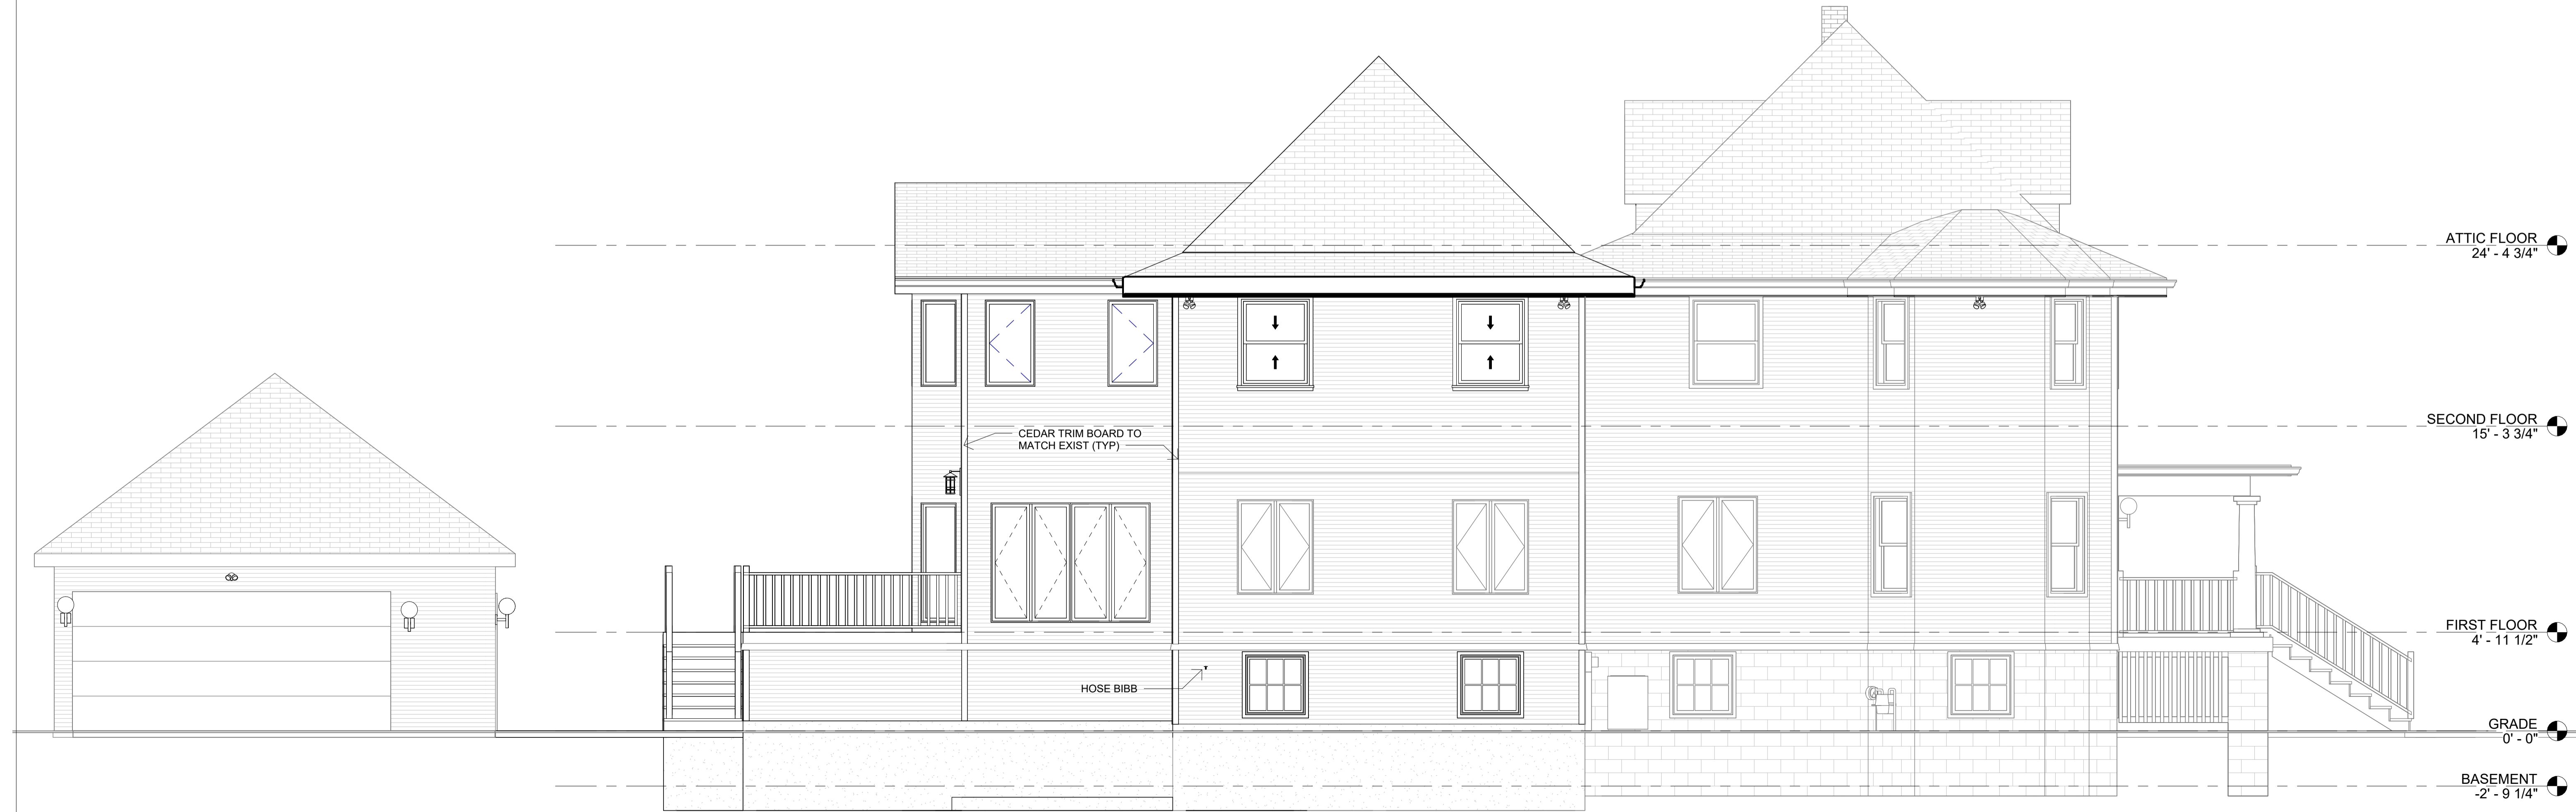 ATTIC FLOOR
24' - 4 3/4"
SECOND FLOOR
15' - 3 3/4"
CEDAR TRIM BOARD TO
MATCH EXIST (TYP)
FIRST FLOOR
4' - 11 1/2"
HOSE BIBB
GRADE
0' - 0"
BASEMENT
-2' - 9 1/4"